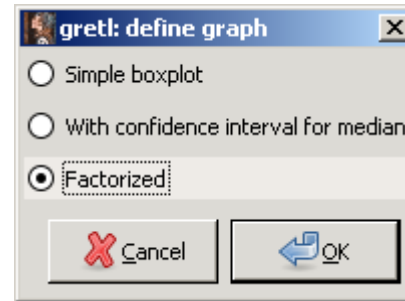 gretl: define graph
Simple boxplot
With confidence interval for median
Factorized
Cancel
OK